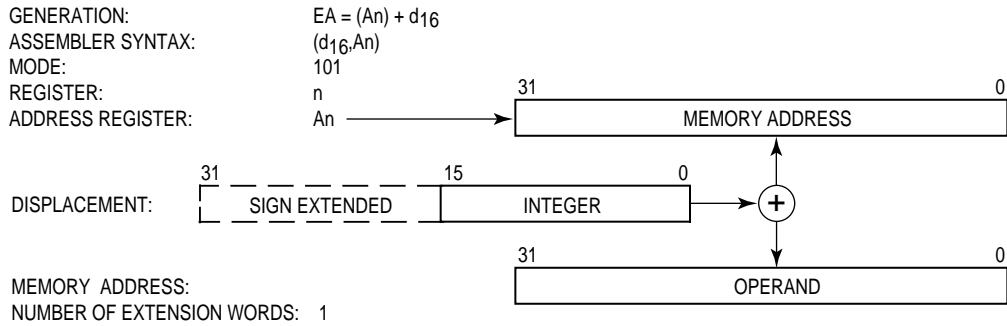 GENERATION: EA = (An) + d16
ASSEMBLER SYNTAX: (d16,An)
MODE: 101
REGISTER: n
31 0
ADDRESS REGISTER: An MEMORY ADDRESS
31 15 0
DISPLACEMENT: SIGN EXTENDED INTEGER +
31 0
MEMORY ADDRESS: OPERAND
NUMBER OF EXTENSION WORDS: 1